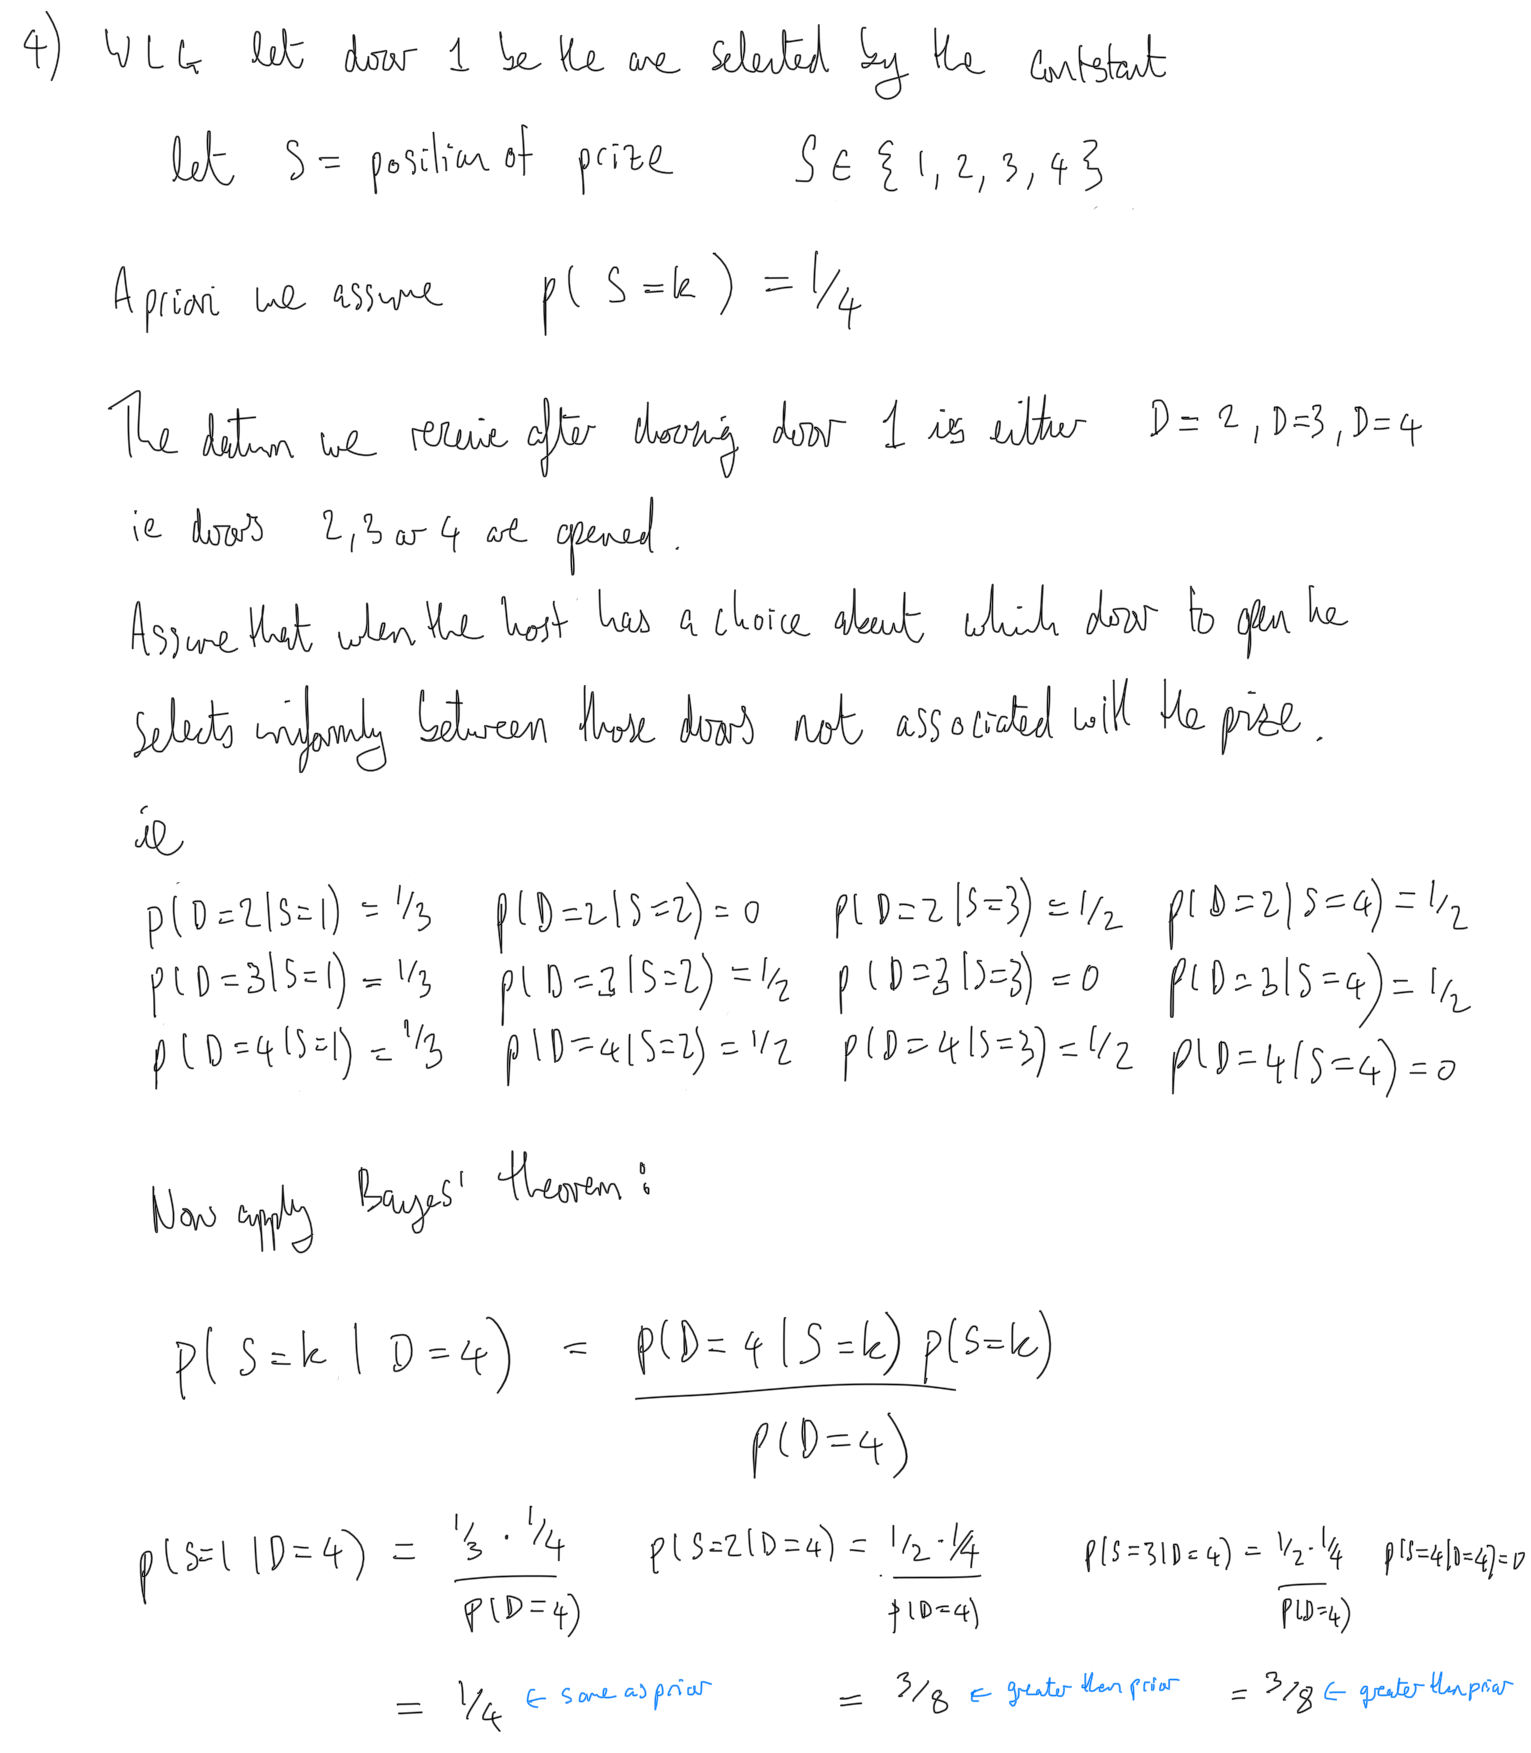 4) WLG let door 1 be the one selected by the contestant
let S = position of prize S ∈ {1, 2, 3, 4}
A priori we assume p(S=k) = 1/4
The datum we receive after choosing door 1 is either D=2, D=3, D=4
ie doors 2,3 or 4 are opened.
Assume that when the host has a choice about which door to open he
selects uniformly between those doors not associated with the prize.
ie
p(D=2|S=1) = 1/3 p(D=2|S=2) = 0 p(D=2|S=3) = 1/2 p(D=2|S=4) = 1/2
p(D=3|S=1) = 1/3 p(D=3|S=2) = 1/2 p(D=3|S=3) = 0 p(D=3|S=4) = 1/2
p(D=4|S=1) = 1/3 p(D=4|S=2) = 1/2 p(D=4|S=3) = 1/2 p(D=4|S=4) = 0
Now apply Bayes' theorem:
p(S=k | D=4) = p(D=4|S=k) p(S=k)
p(D=4)
p(S=1|D=4) = 1/3 · 1/4 p(S=2|D=4) = 1/2 · 1/4 p(S=3|D=4) = 1/2 · 1/4 p(S=4|D=4)=0
p(D=4) p(D=4) p(D=4)
= 1/4 ← same as prior = 3/8 ← greater than prior = 3/8 ← greater than prior